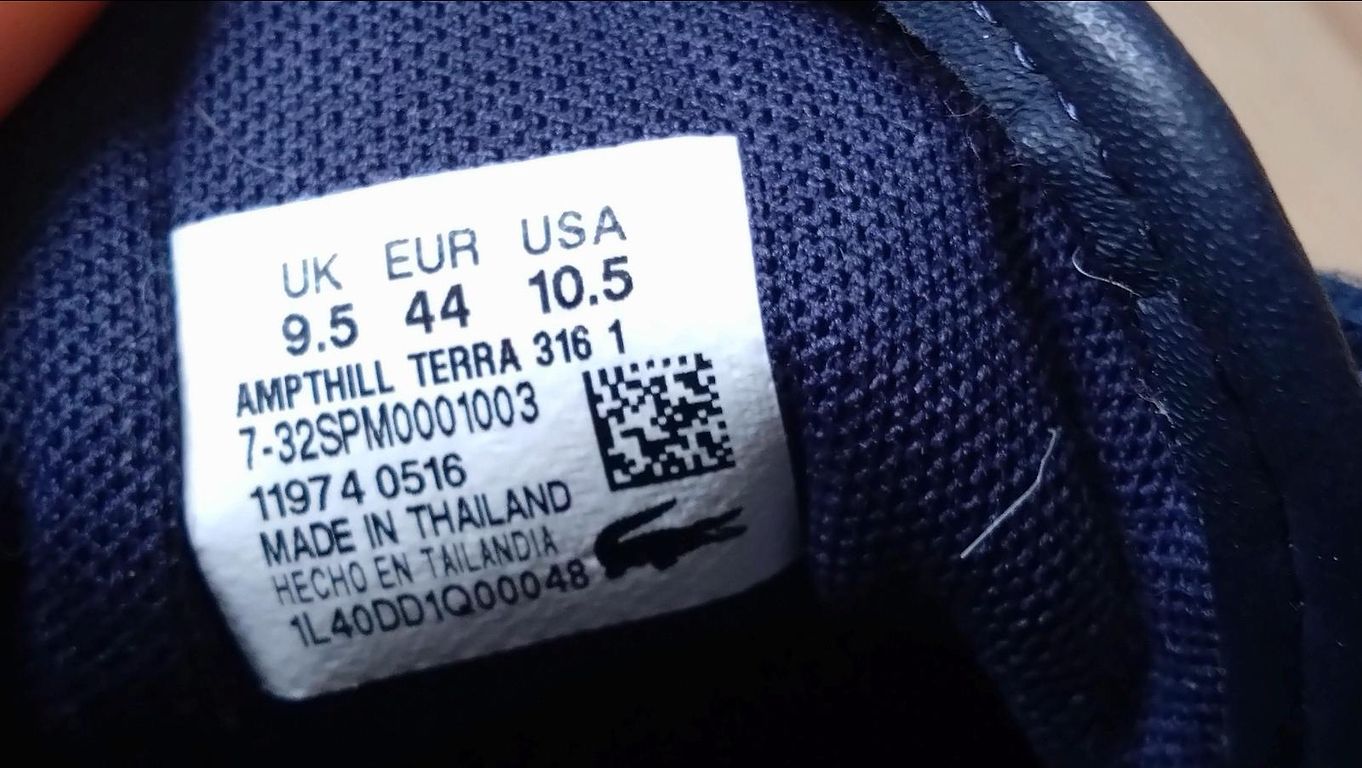 UK EUR USA
9.5 44 10.5
AMPTHILL TERRA 316 1
7-32SPM0001003
11974 0516
MADE IN THAILAND
HECHO EN TAILANDIA
1L40DD1Q00048